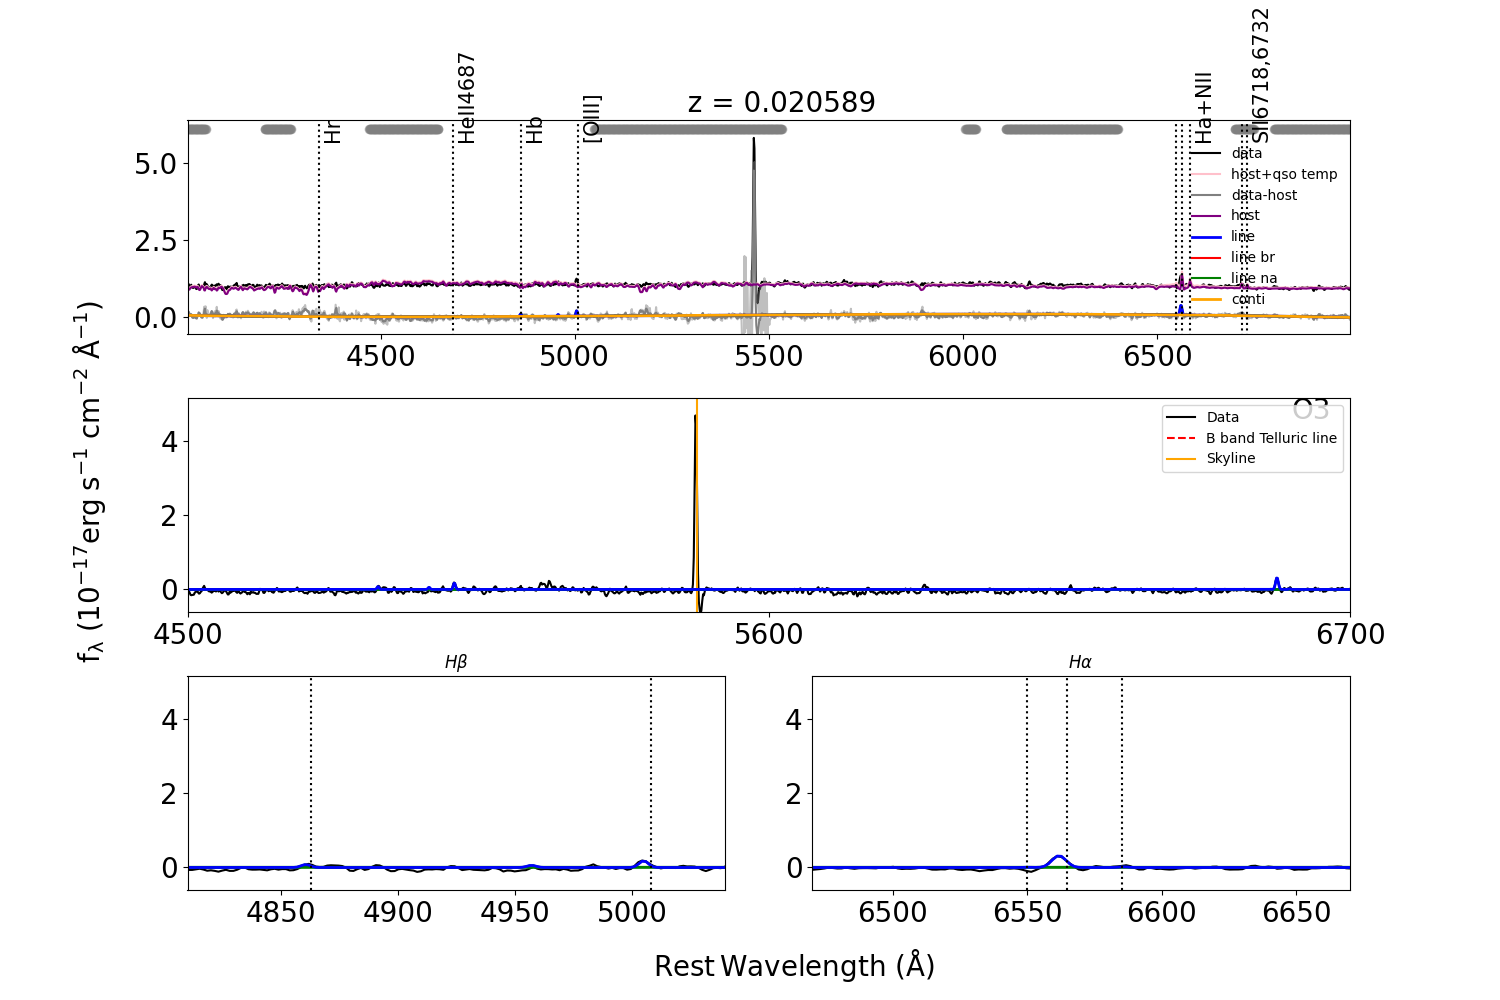 z = 0.020589
Hr
HeII4687
Hb
[OIII]
Ha+NII
SII6718,6732
data
host+qso temp
data-host
host
line
line br
line na
conti
5.0
2.5
0.0
4500 5000 5500 6000 6500
O3
Data
B band Telluric line
Skyline
4
2
0
4500 5600 6700
fλ (10⁻¹⁷erg s⁻¹ cm⁻² Å⁻¹)
Hβ
4
2
0
4850 4900 4950 5000
Hα
4
2
0
6500 6550 6600 6650
Rest Wavelength (Å)